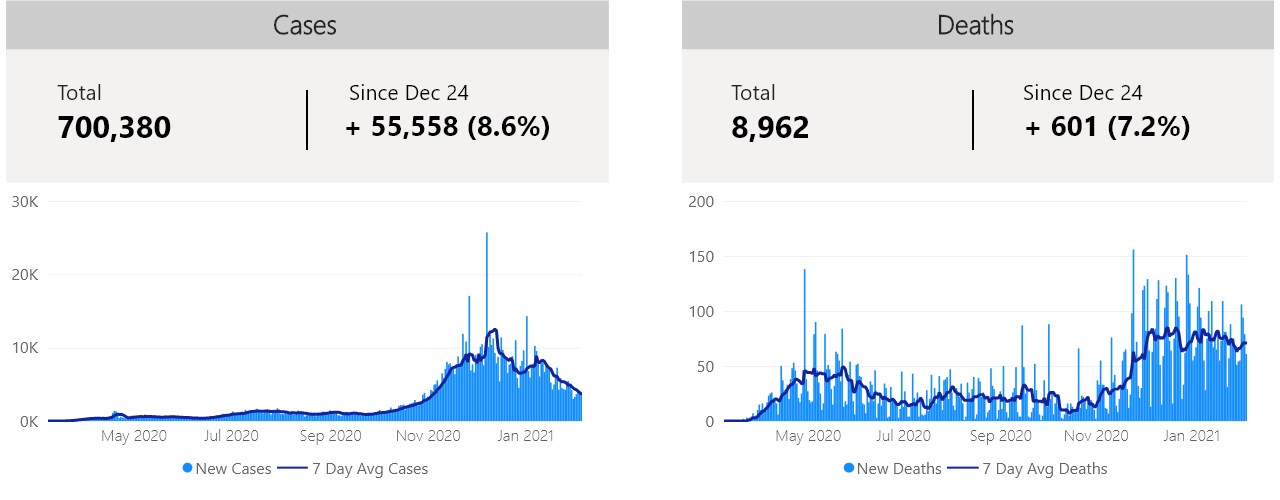 Cases
Total
Since Dec 24
700,380
+ 55,558 (8.6%)
30K
20K
10K
0K
May 2020
Jul 2020
Sep 2020
Nov 2020
Jan 2021
New Cases
7 Day Avg Cases
Deaths
Total
Since Dec 24
8,962
+ 601 (7.2%)
200
150
100
50
0
May 2020
Jul 2020
Sep 2020
Nov 2020
Jan 2021
New Deaths
7 Day Avg Deaths